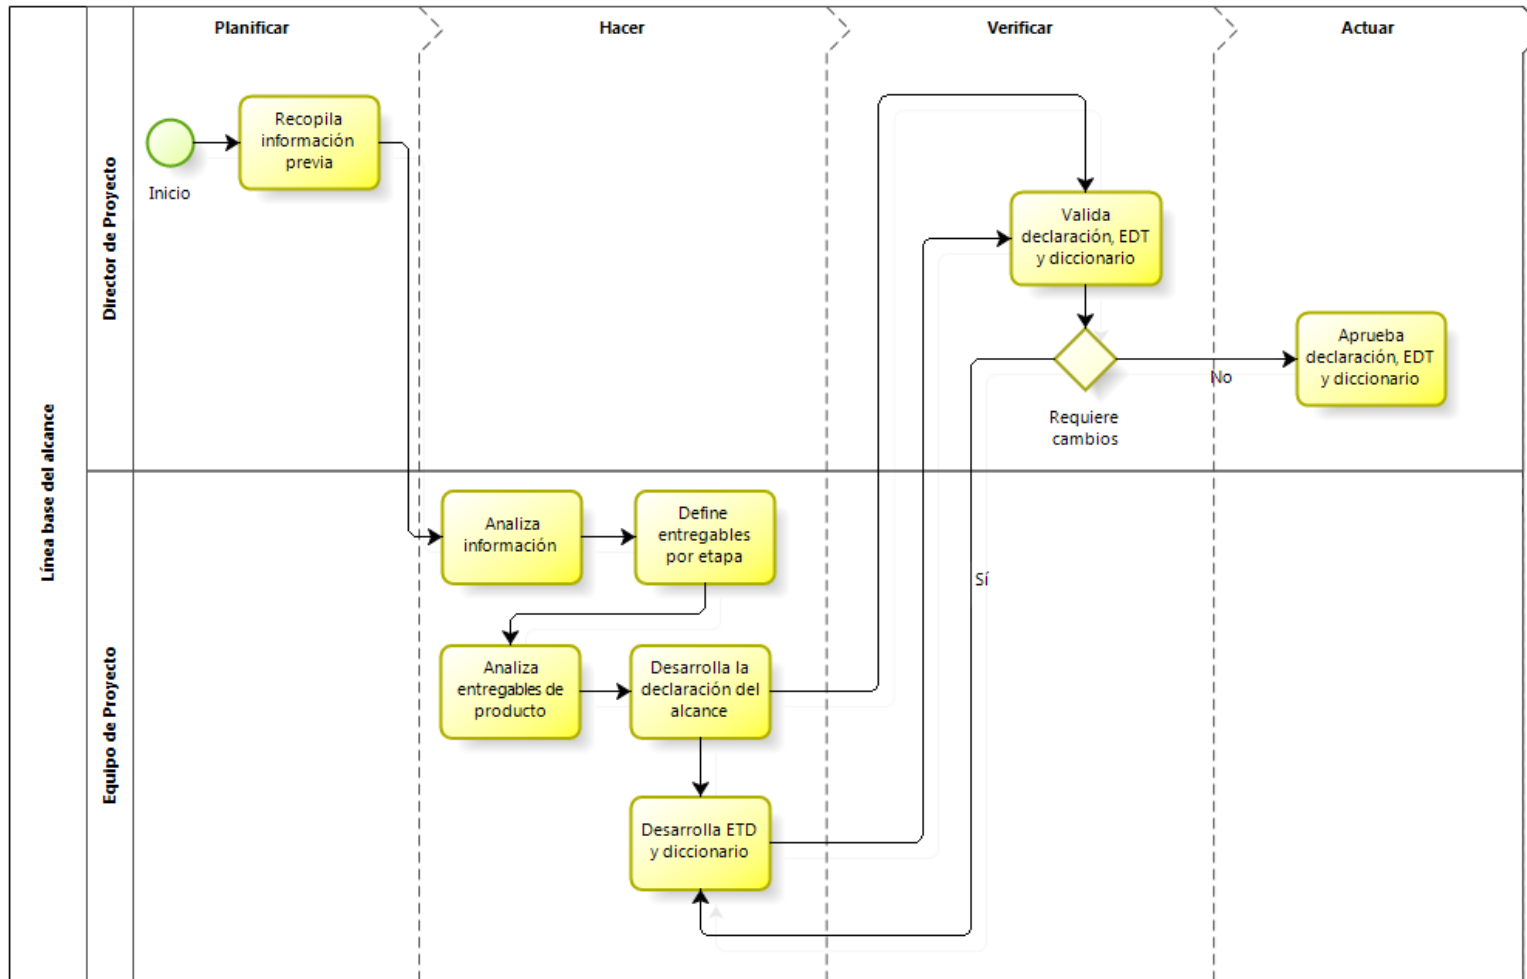 Planificar
Hacer
Verificar
Actuar
Línea base del alcance
Director de Proyecto
Inicio
Recopila
información
previa
Valida
declaración, EDT
y diccionario
Requiere
cambios
No
Aprueba
declaración, EDT
y diccionario
Equipo de Proyecto
Analiza
información
Define
entregables
por etapa
Sí
Analiza
entregables de
producto
Desarrolla la
declaración del
alcance
Desarrolla ETD
y diccionario